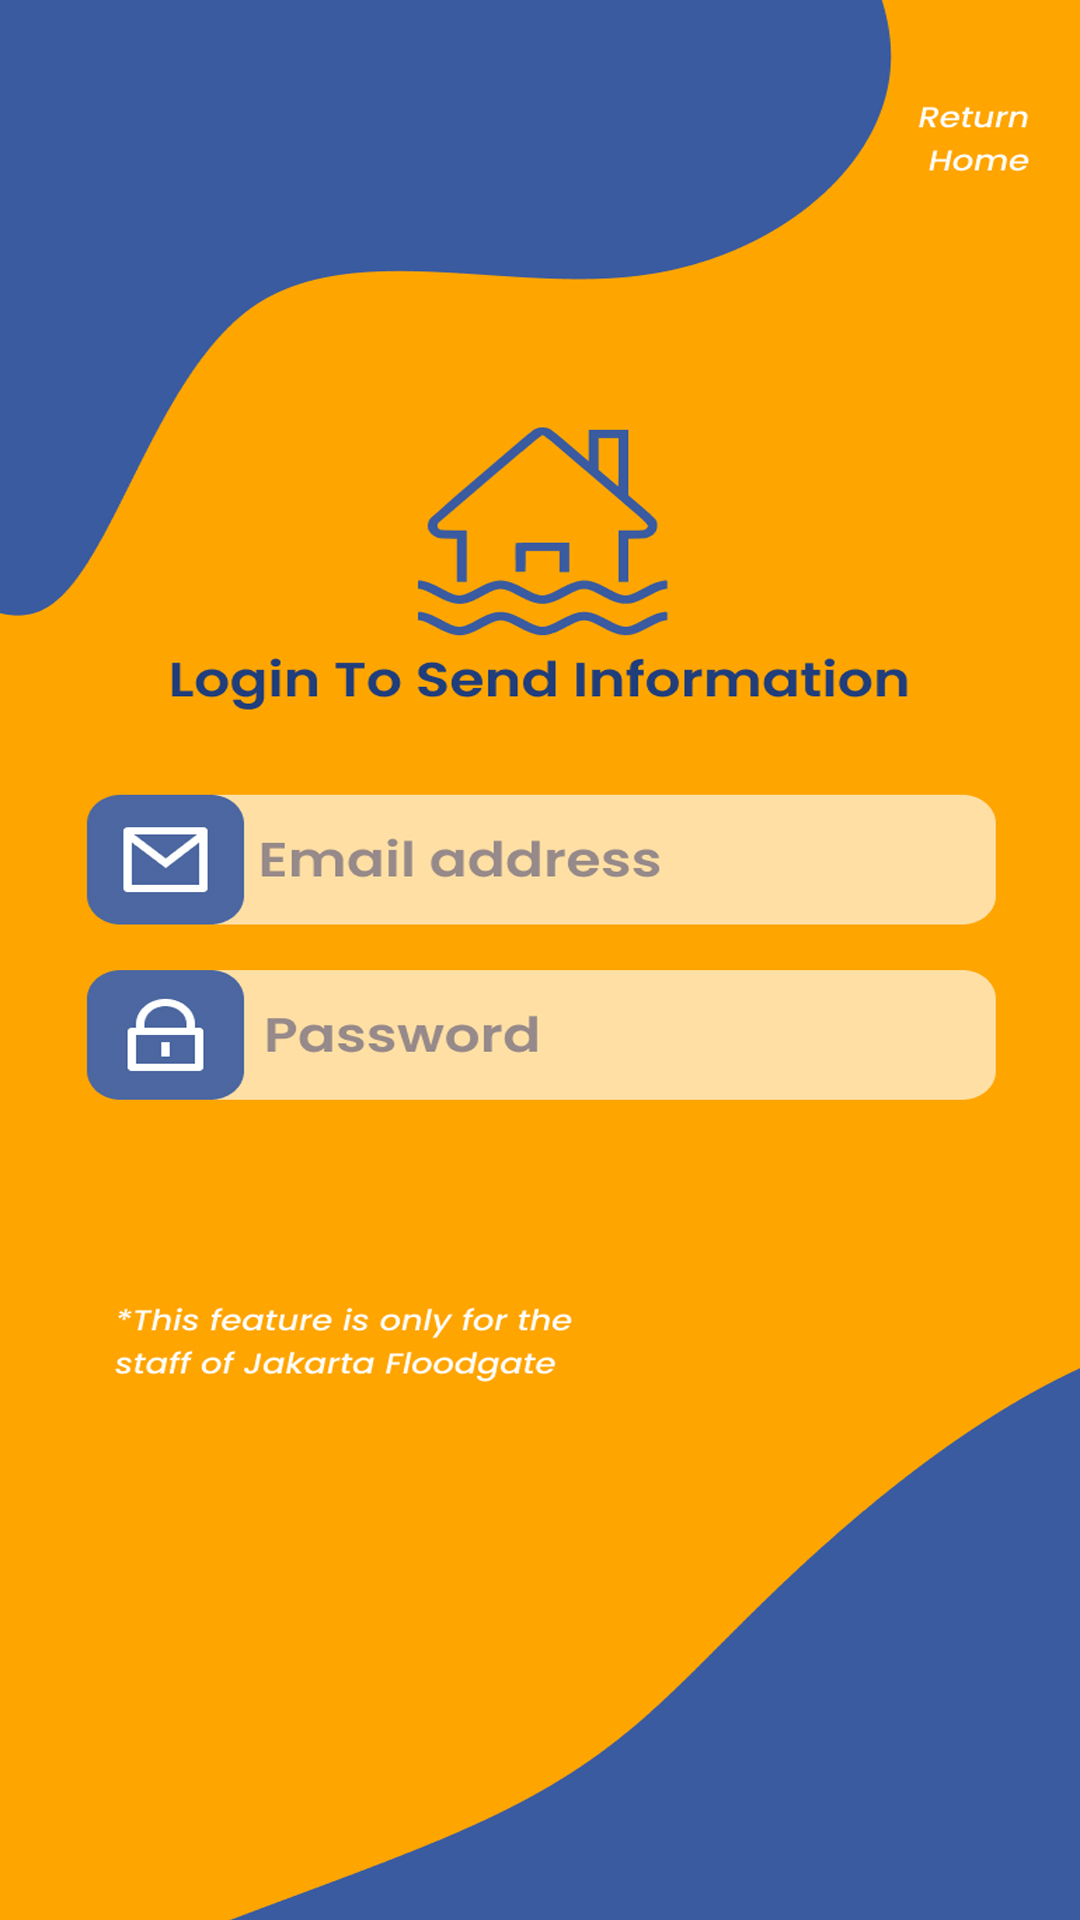 Return
Home
Login To Send Information
Email address
Password
*This feature is only for the
staff of Jakarta Floodgate